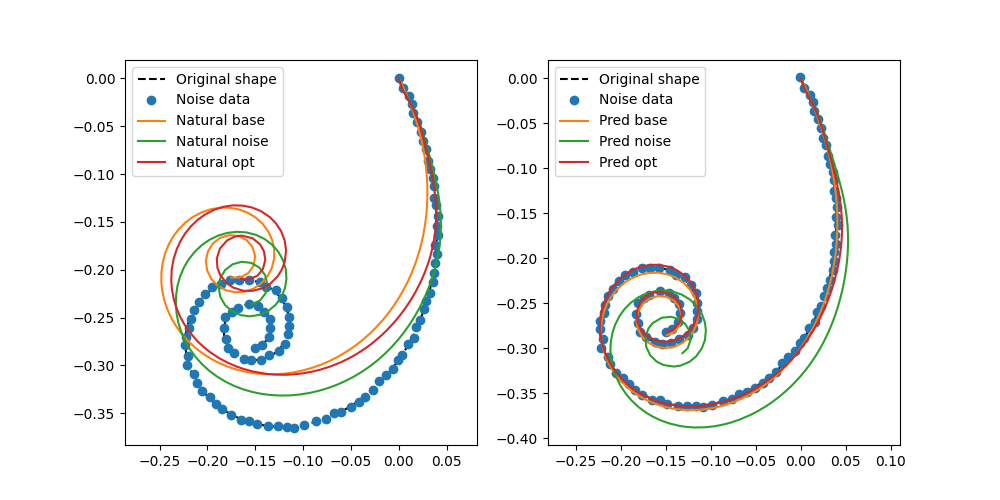 Original shape
Noise data
Natural base
Natural noise
Natural opt
0.00
−0.05
−0.10
−0.15
−0.20
−0.25
−0.30
−0.35
−0.25 −0.20 −0.15 −0.10 −0.05 0.00 0.05
Original shape
Noise data
Pred base
Pred noise
Pred opt
0.00
−0.05
−0.10
−0.15
−0.20
−0.25
−0.30
−0.35
−0.40
−0.25 −0.20 −0.15 −0.10 −0.05 0.00 0.05 0.10